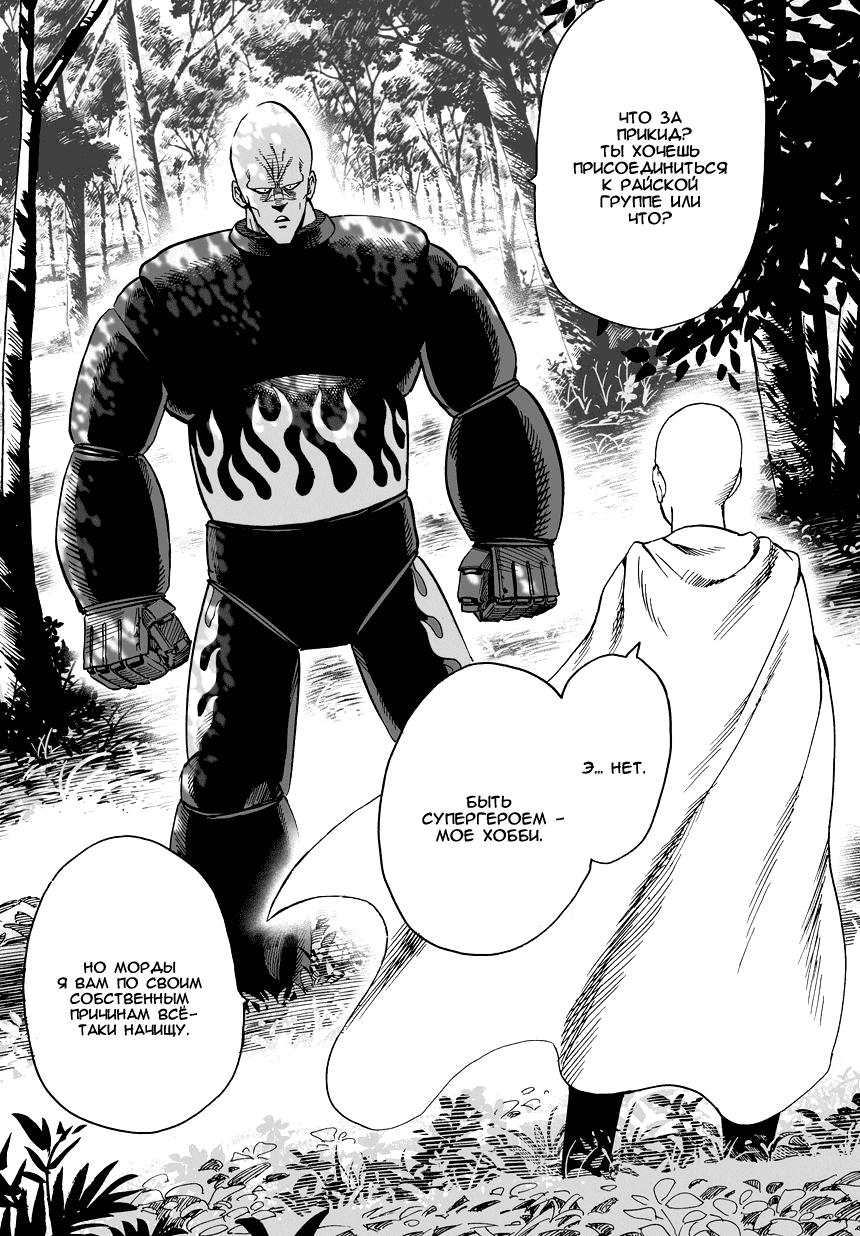 ЧТО ЗА
ПРИКИД?
ТЫ ХОЧЕШЬ
ПРИСОЕДИНИТЬСЯ
К РАЙСКОЙ
ГРУППЕ ИЛИ
ЧТО?
Э... НЕТ.
БЫТЬ
СУПЕРГЕРОЕМ -
МОЕ ХОББИ.
НО МОРДЫ
Я ВАМ ПО СВОИМ
СОБСТВЕННЫМ
ПРИЧИНАМ ВСЁ-
ТАКИ НАЧИЩУ.